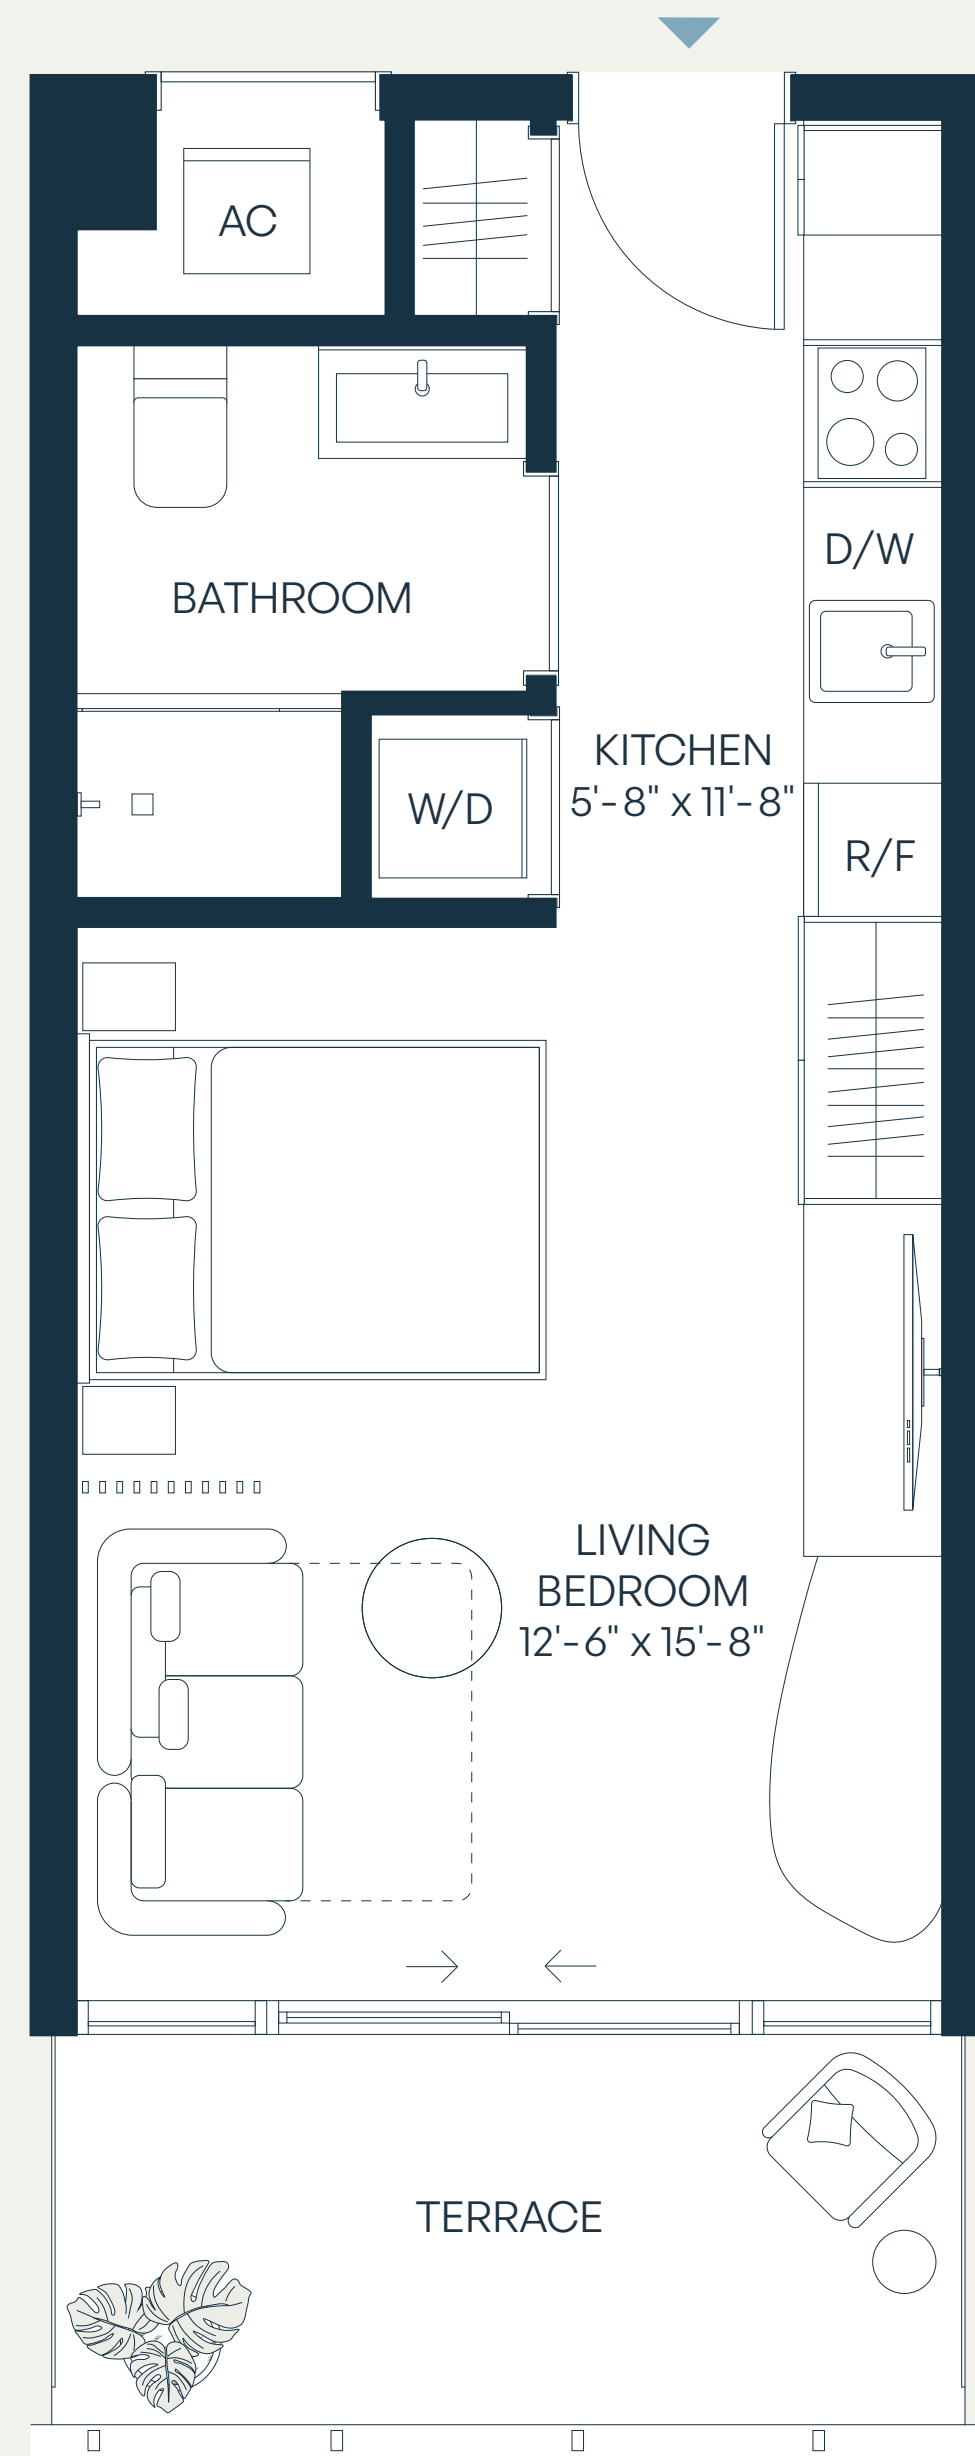 AC
D/W
BATHROOM
KITCHEN
5'-8" x 11'-8"
W/D
R/F
LIVING
BEDROOM
12'-6" x 15'-8"
TERRACE